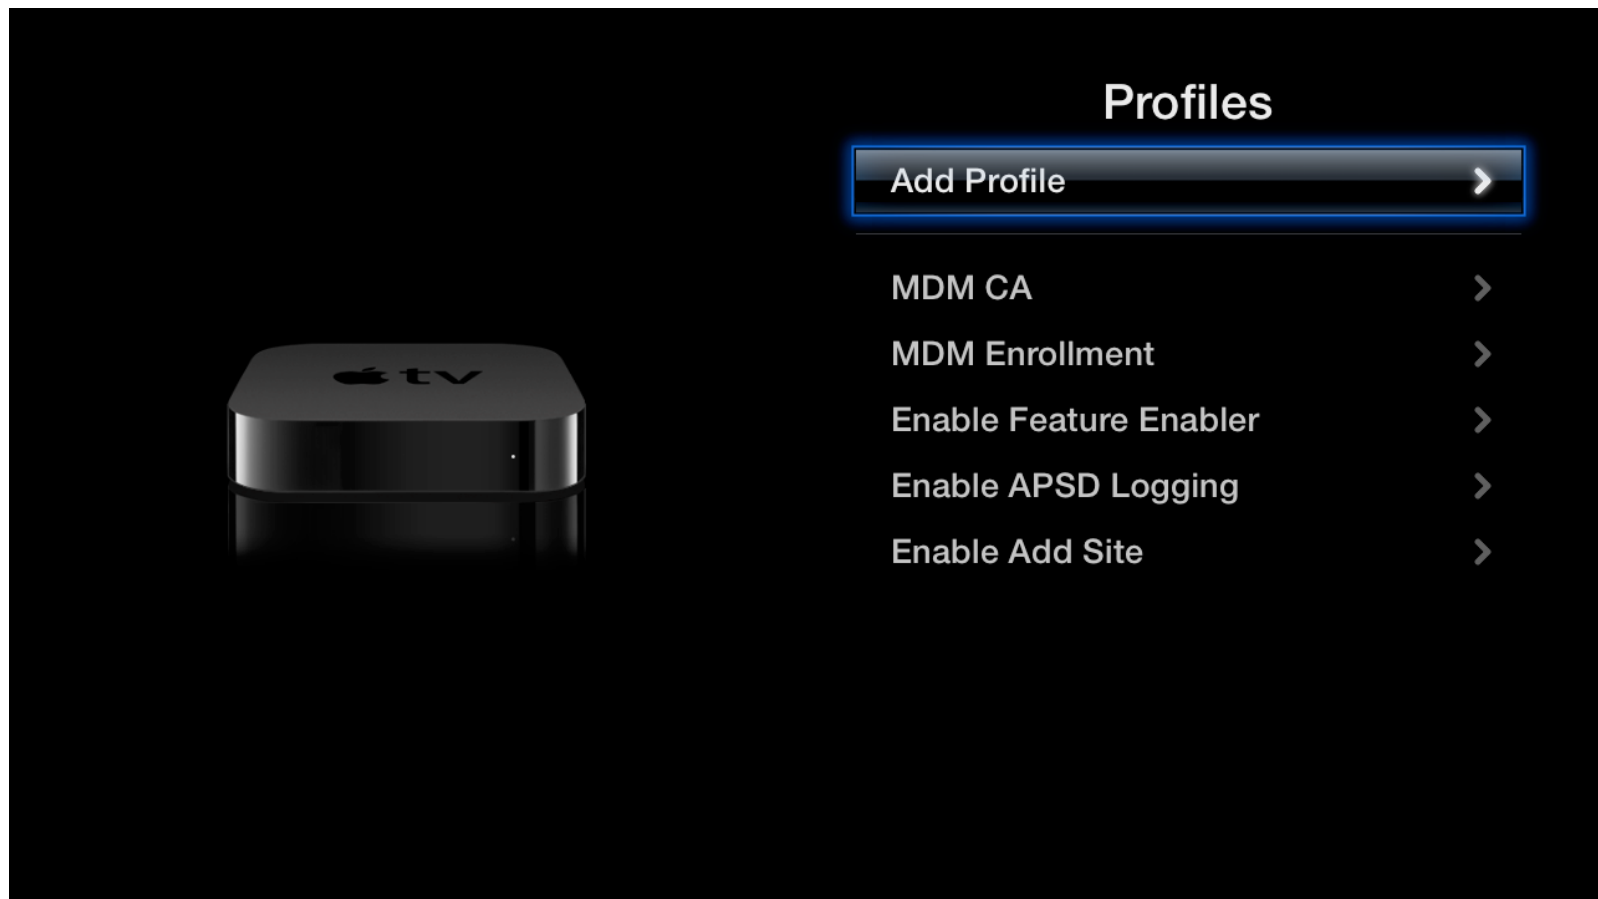 Profiles
Add Profile
MDM CA
MDM Enrollment
Enable Feature Enabler
Enable APSD Logging
Enable Add Site
tv